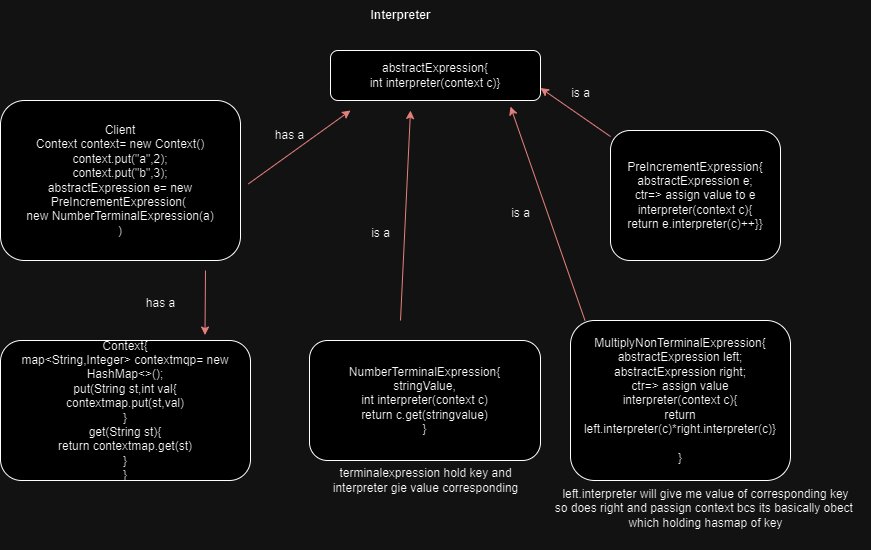 Interpreter
abstractExpression{
int interpreter(context c)}
is a
has a
Client
Context context= new Context()
context.put("a",2);
context.put("b",3);
abstractExpression e= new
PreIncrementExpression(
new NumberTerminalExpression(a)
)
PreIncrementExpression{
abstractExpression e;
ctr=> assign value to e
interpreter(context c){
return e.interpreter(c)++}}
is a
is a
has a
Context{
map<String,Integer> contextmqp= new
HashMap<>();
put(String st,int val{
contextmap.put(st,val)
}
get(String st){
return contextmap.get(st)
}
}
NumberTerminalExpression{
stringValue,
int interpreter(context c)
return c.get(stringvalue)
}
terminalexpression hold key and
interpreter gie value corresponding
MultiplyNonTerminalExpression{
abstractExpression left;
abstractExpression right;
ctr=> assign value
interpreter(context c){
return
left.interpreter(c)*right.interpreter(c)}
}
left.interpreter will give me value of corresponding key
so does right and passign context bcs its basically obect
which holding hasmap of key